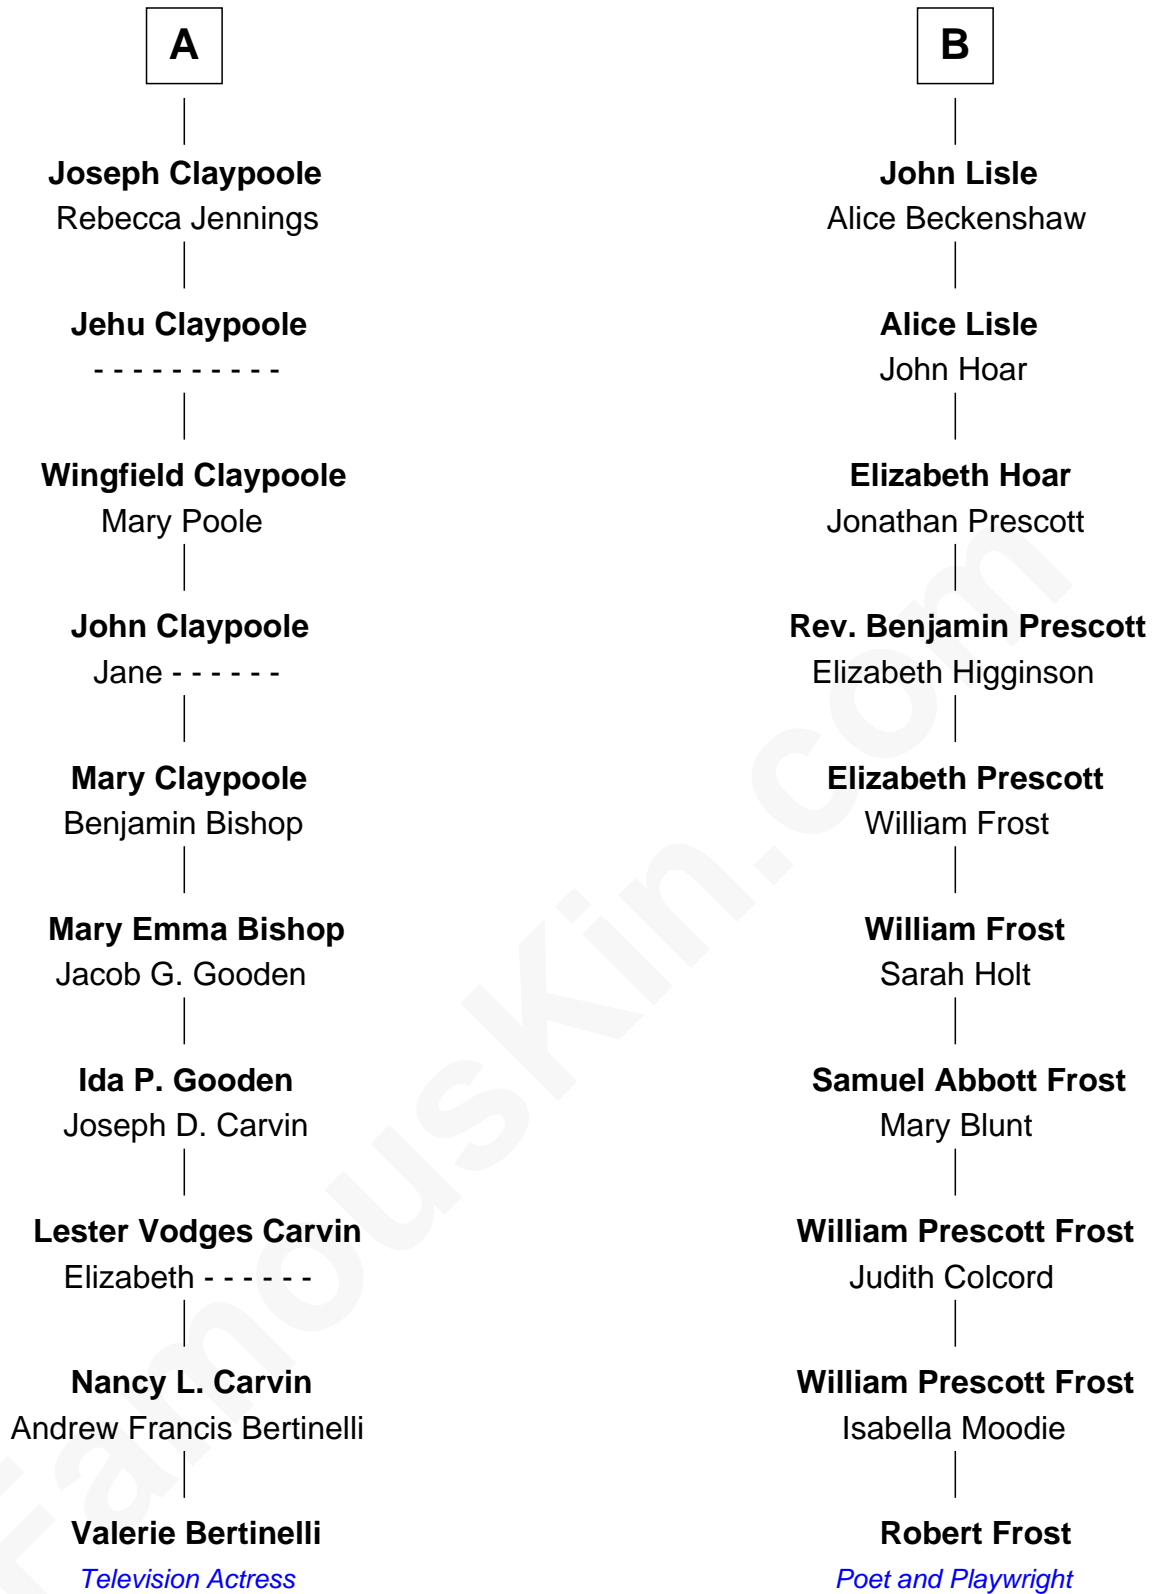 A
Joseph Claypoole
Rebecca Jennings
Jehu Claypoole
- - - - - - - - - -
Wingfield Claypoole
Mary Poole
John Claypoole
Jane - - - - - -
Mary Claypoole
Benjamin Bishop
Mary Emma Bishop
Jacob G. Gooden
Ida P. Gooden
Joseph D. Carvin
Lester Vodges Carvin
Elizabeth - - - - - -
Nancy L. Carvin
Andrew Francis Bertinelli
Valerie Bertinelli
Television Actress
B
John Lisle
Alice Beckenshaw
Alice Lisle
John Hoar
Elizabeth Hoar
Jonathan Prescott
Rev. Benjamin Prescott
Elizabeth Higginson
Elizabeth Prescott
William Frost
William Frost
Sarah Holt
Samuel Abbott Frost
Mary Blunt
William Prescott Frost
Judith Colcord
William Prescott Frost
Isabella Moodie
Robert Frost
Poet and Playwright
FamousKin.com